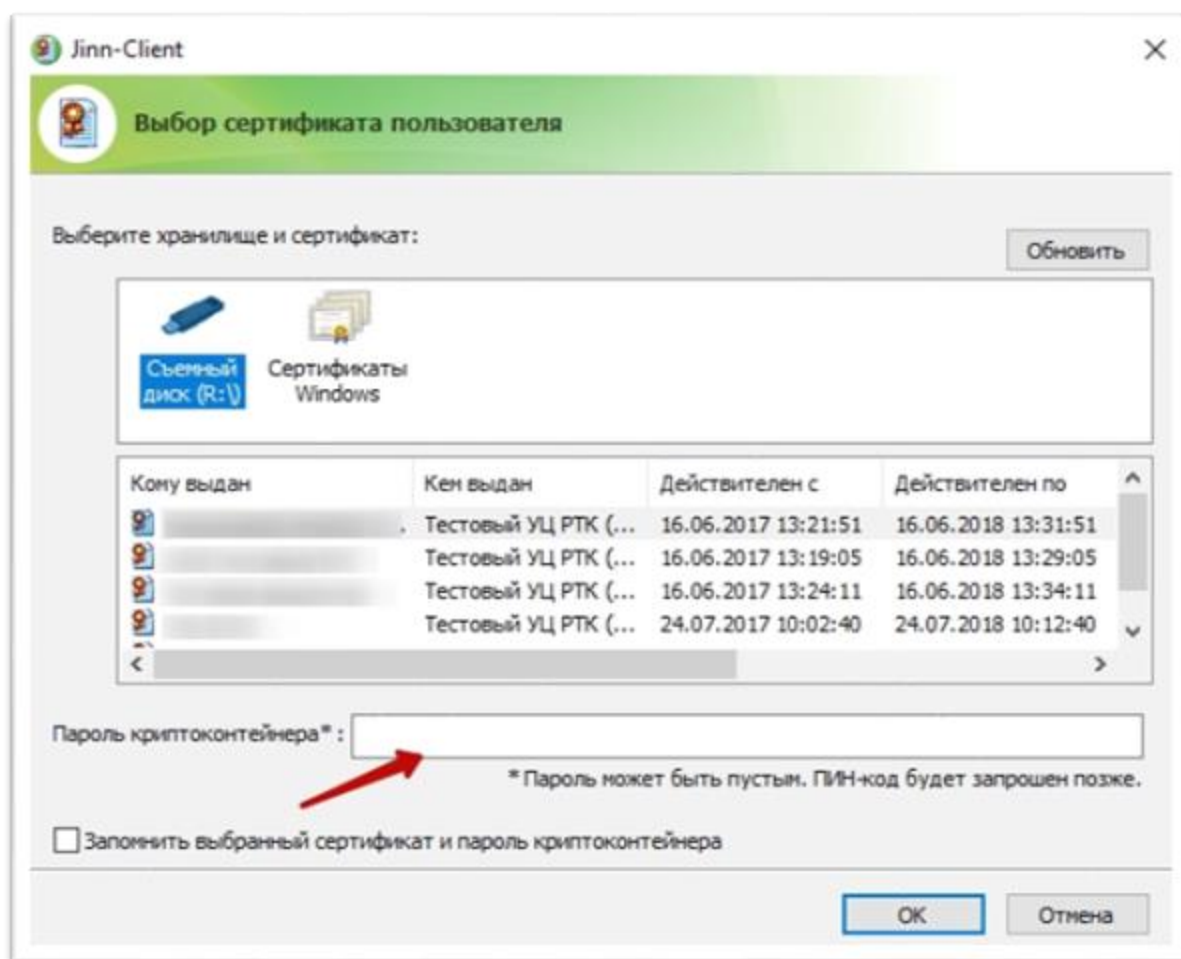 Jinn-Client
Выбор сертификата пользователя
Выберите хранилище и сертификат:
Обновить
Съемный
диск (R:\)
Сертификаты
Windows
Кому выдан Кем выдан Действителен с Действителен по
. Тестовый УЦ РТК (... 16.06.2017 13:21:51 16.06.2018 13:31:51
Тестовый УЦ РТК (... 16.06.2017 13:19:05 16.06.2018 13:29:05
Тестовый УЦ РТК (... 16.06.2017 13:24:11 16.06.2018 13:34:11
Тестовый УЦ РТК (... 24.07.2017 10:02:40 24.07.2018 10:12:40
Пароль криптоконтейнера* :
* Пароль может быть пустым. ПИН-код будет запрошен позже.
Запомнить выбранный сертификат и пароль криптоконтейнера
ОК Отмена